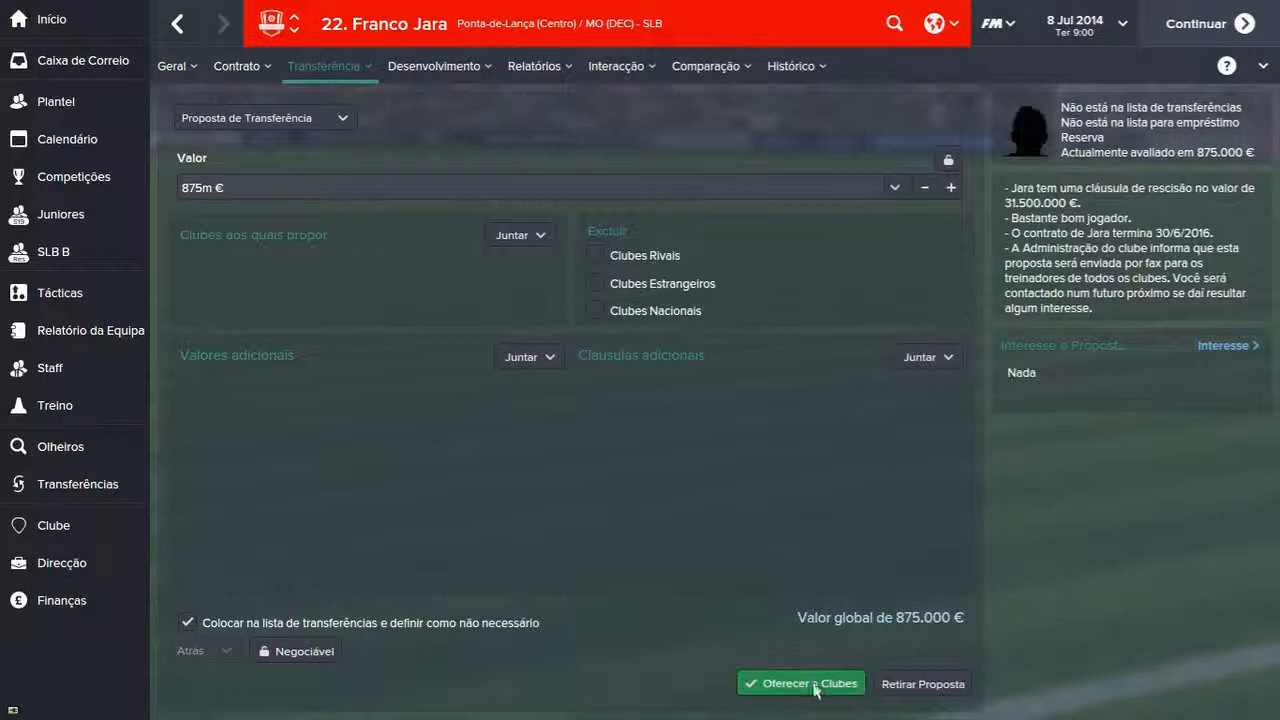 Início
22. Franco Jara
Ponta-de-Lança (Centro) / MO (DEC) - SLB
FM
8 Jul 2014
Ter 9:00
Continuar
Caixa de Correio
Plantel
Calendário
Competições
Juniores
SLB B
Tácticas
Relatório da Equipa
Staff
Treino
Olheiros
Transferências
Clube
Direcção
Finanças
Geral
Contrato
Transferência
Desenvolvimento
Relatórios
Interacção
Comparação
Histórico
?
Proposta de Transferência
Valor
875m €
Clubes aos quais propor
Juntar
Excluir
Clubes Rivais
Clubes Estrangeiros
Clubes Nacionais
Valores adicionais
Juntar
Clausulas adicionais
Juntar
Colocar na lista de transferências e definir como não necessário
Valor global de 875.000 €
Atrás
Negociável
Oferecer a Clubes
Retirar Proposta
Não está na lista de transferências
Não está na lista para empréstimo
Reserva
Actualmente avaliado em 875.000 €
- Jara tem uma cláusula de rescisão no valor de
31.500.000 €.
- Bastante bom jogador.
- O contrato de Jara termina 30/6/2016.
- A Administração do clube informa que esta
proposta será enviada por fax para os
treinadores de todos os clubes. Você será
contactado num futuro próximo se daí resultar
algum interesse.
Interesse e Propost...
Interesse >
Nada